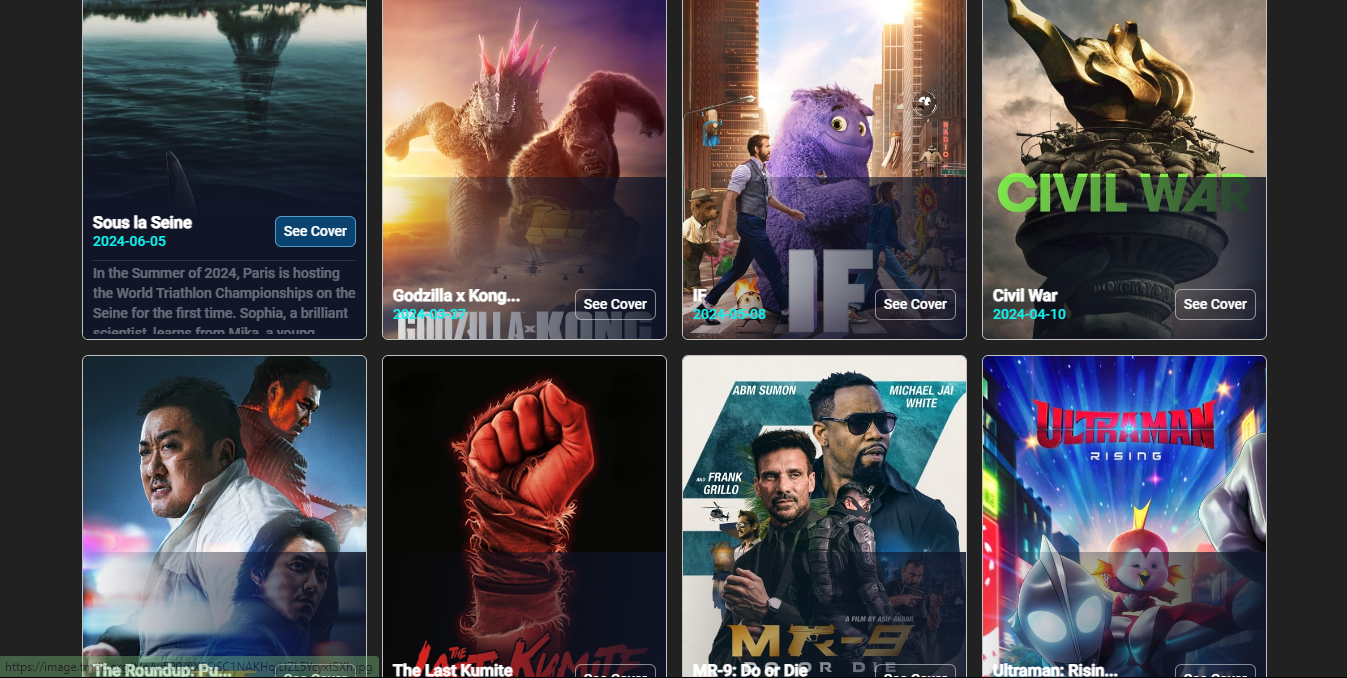 CIVIL WAR
RADIO
Sous la Seine
2024-06-05
See Cover
In the Summer of 2024, Paris is hosting
the World Triathlon Championships on the
Seine for the first time. Sophia, a brilliant
scientist, learns from Mika, a young
Godzilla x Kong...
2024-03-27
See Cover
GODZILLA x KONG
IF
2024-05-08
See Cover
IF
Civil War
2024-04-10
See Cover
ABM SUMON
MICHAEL JAI
WHITE
AND FRANK
GRILLO
ULTRAMAN
RISING
A FILM BY ASIF AKBAR
MR-9
DO OR DIE
THE
LAST KUMITE
https://image.tm
.jpg
The Roundup: Pu...
See Cover
The Last Kumite
See Cover
MR-9: Do or Die
See Cover
Ultraman: Risin...
See Cover